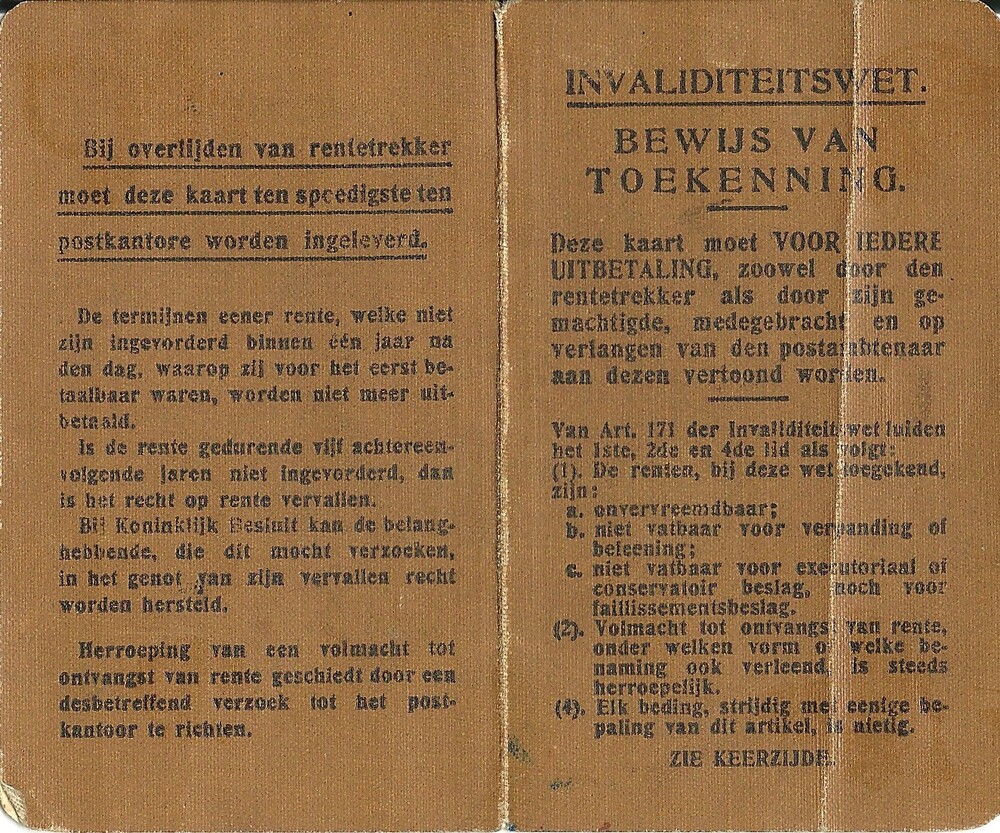 Bij overlijden van rentetrekker
moet deze kaart ten spoedigste ten
postkantore worden ingeleverd.
De termijnen eener rente, welke niet
zijn ingevorderd binnen één jaar na
den dag, waarop zij voor het eerst be-
taalbaar waren, worden niet meer uit-
betaald.
Is de rente gedurende vijf achtereen-
volgende jaren niet ingevorderd, dan
is het recht op rente vervallen.
Bij Koninklijk Besluit kan de belang-
hebbende, die dit mocht verzoeken,
in het genot van zijn vervallen recht
worden hersteld.
Herroeping van een volmacht tot
ontvangst van rente geschiedt door een
desbetreffend verzoek tot het post-
kantoor te richten.
INVALIDITEITSWET.
BEWIJS VAN
TOEKENNING.
Deze kaart moet VOOR IEDERE
UITBETALING, zoowel door den
rentetrekker als door zijn ge-
machtigde, medegebracht en op
verlangen van den postambtenaar
aan dezen vertoond worden.
Van Art. 171 der Invaliditeitswet luiden
het 1ste, 2de en 4de lid als volgt:
(1). De renten, bij deze wet toegekend,
zijn:
a. onvervreemdbaar;
b. niet vatbaar voor verpanding of
beleening;
c. niet vatbaar voor executoriaal of
conservatoir beslag, noch voor
faillissementsbeslag.
(2). Volmacht tot ontvangst van rente,
onder welken vorm of welke be-
naming ook verleend, is steeds
herroepelijk.
(4). Elk beding, strijdig met eenige be-
paling van dit artikel, is nietig.
ZIE KEERZIJDE.